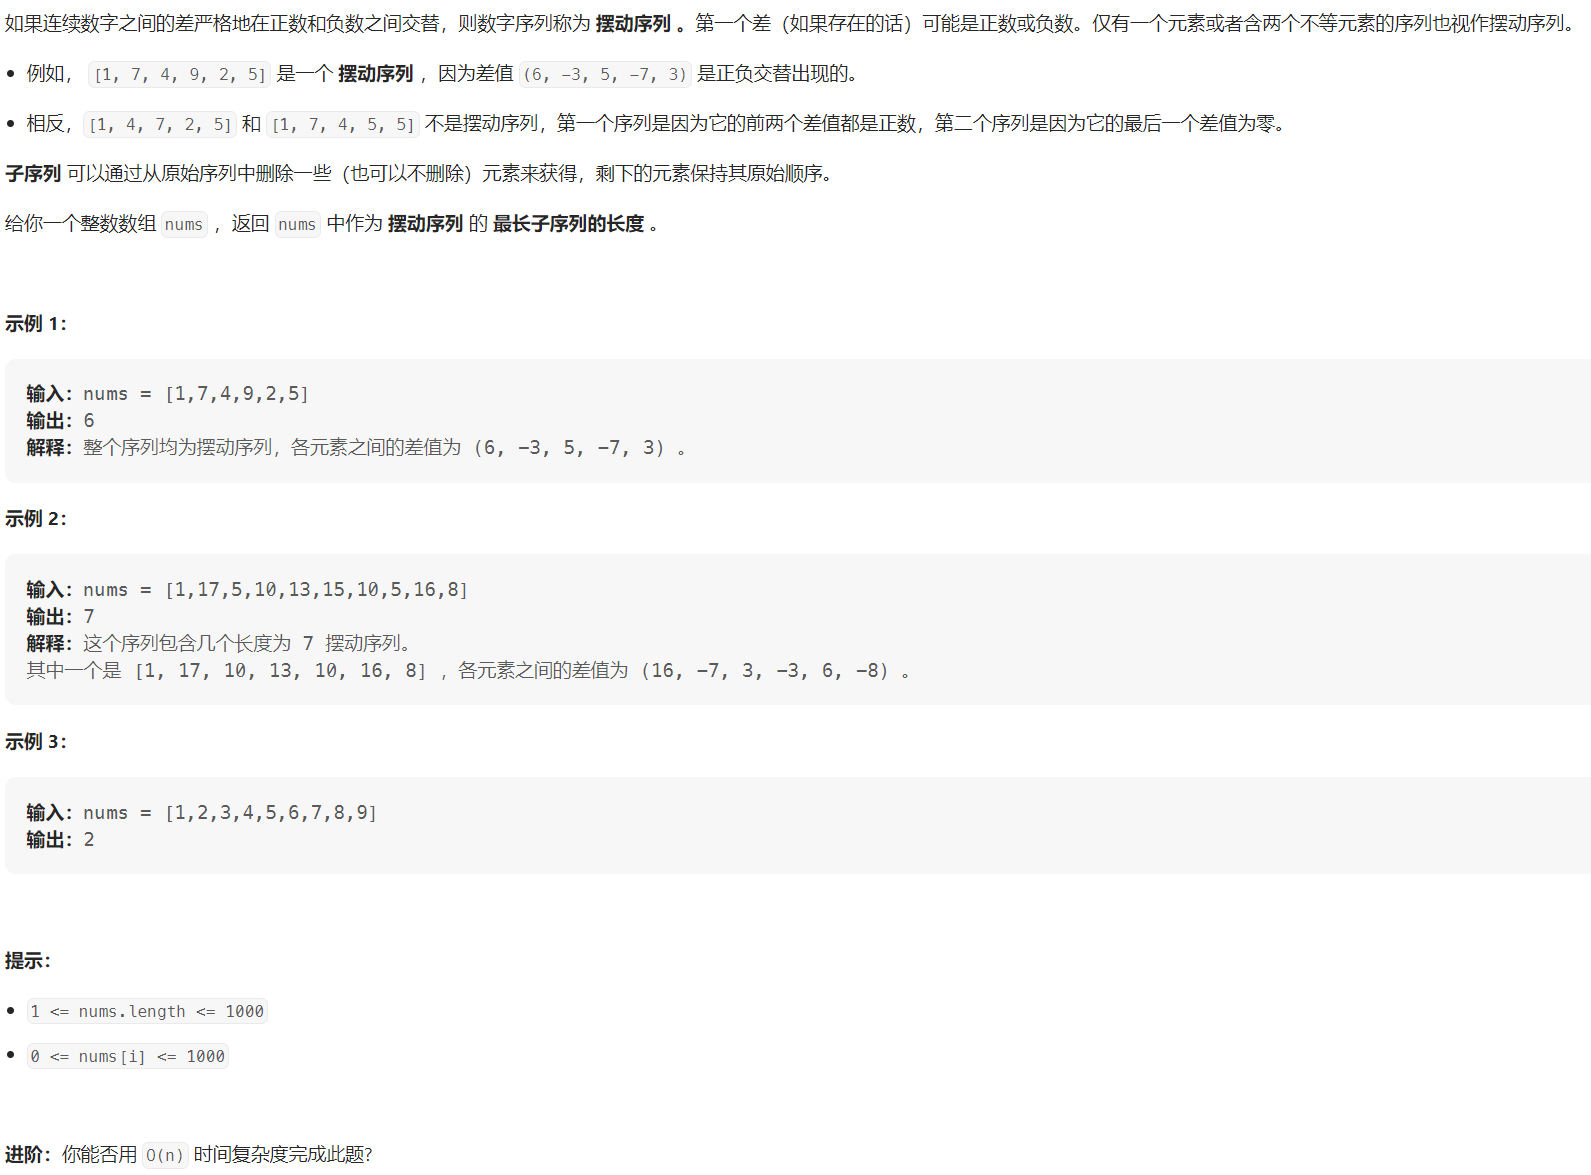 如果连续数字之间的差严格地在正数和负数之间交替，则数字序列称为 摆动序列 。第一个差（如果存在的话）可能是正数或负数。仅有一个元素或者含两个不等元素的序列也视作摆动序列。
• 例如， [1, 7, 4, 9, 2, 5] 是一个 摆动序列 ，因为差值 (6, -3, 5, -7, 3) 是正负交替出现的。
• 相反，[1, 4, 7, 2, 5] 和 [1, 7, 4, 5, 5] 不是摆动序列，第一个序列是因为它的前两个差值都是正数，第二个序列是因为它的最后一个差值为零。
子序列 可以通过从原始序列中删除一些（也可以不删除）元素来获得，剩下的元素保持其原始顺序。
给你一个整数数组 nums ，返回 nums 中作为 摆动序列 的 最长子序列的长度 。
示例 1：
输入：nums = [1,7,4,9,2,5]
输出：6
解释：整个序列均为摆动序列，各元素之间的差值为 (6, -3, 5, -7, 3) 。
示例 2：
输入：nums = [1,17,5,10,13,15,10,5,16,8]
输出：7
解释：这个序列包含几个长度为 7 摆动序列。
其中一个是 [1, 17, 10, 13, 10, 16, 8] ，各元素之间的差值为 (16, -7, 3, -3, 6, -8) 。
示例 3：
输入：nums = [1,2,3,4,5,6,7,8,9]
输出：2
提示：
• 1 <= nums.length <= 1000
• 0 <= nums[i] <= 1000
进阶：你能否用 O(n) 时间复杂度完成此题?